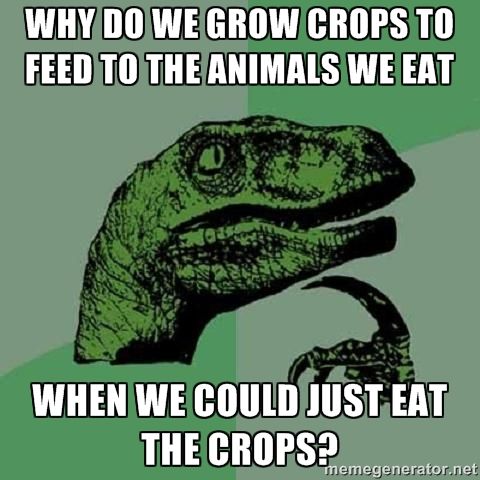 WHY DO WE GROW CROPS TO
FEED TO THE ANIMALS WE EAT
WHEN WE COULD JUST EAT
THE CROPS?
memegenerator.net